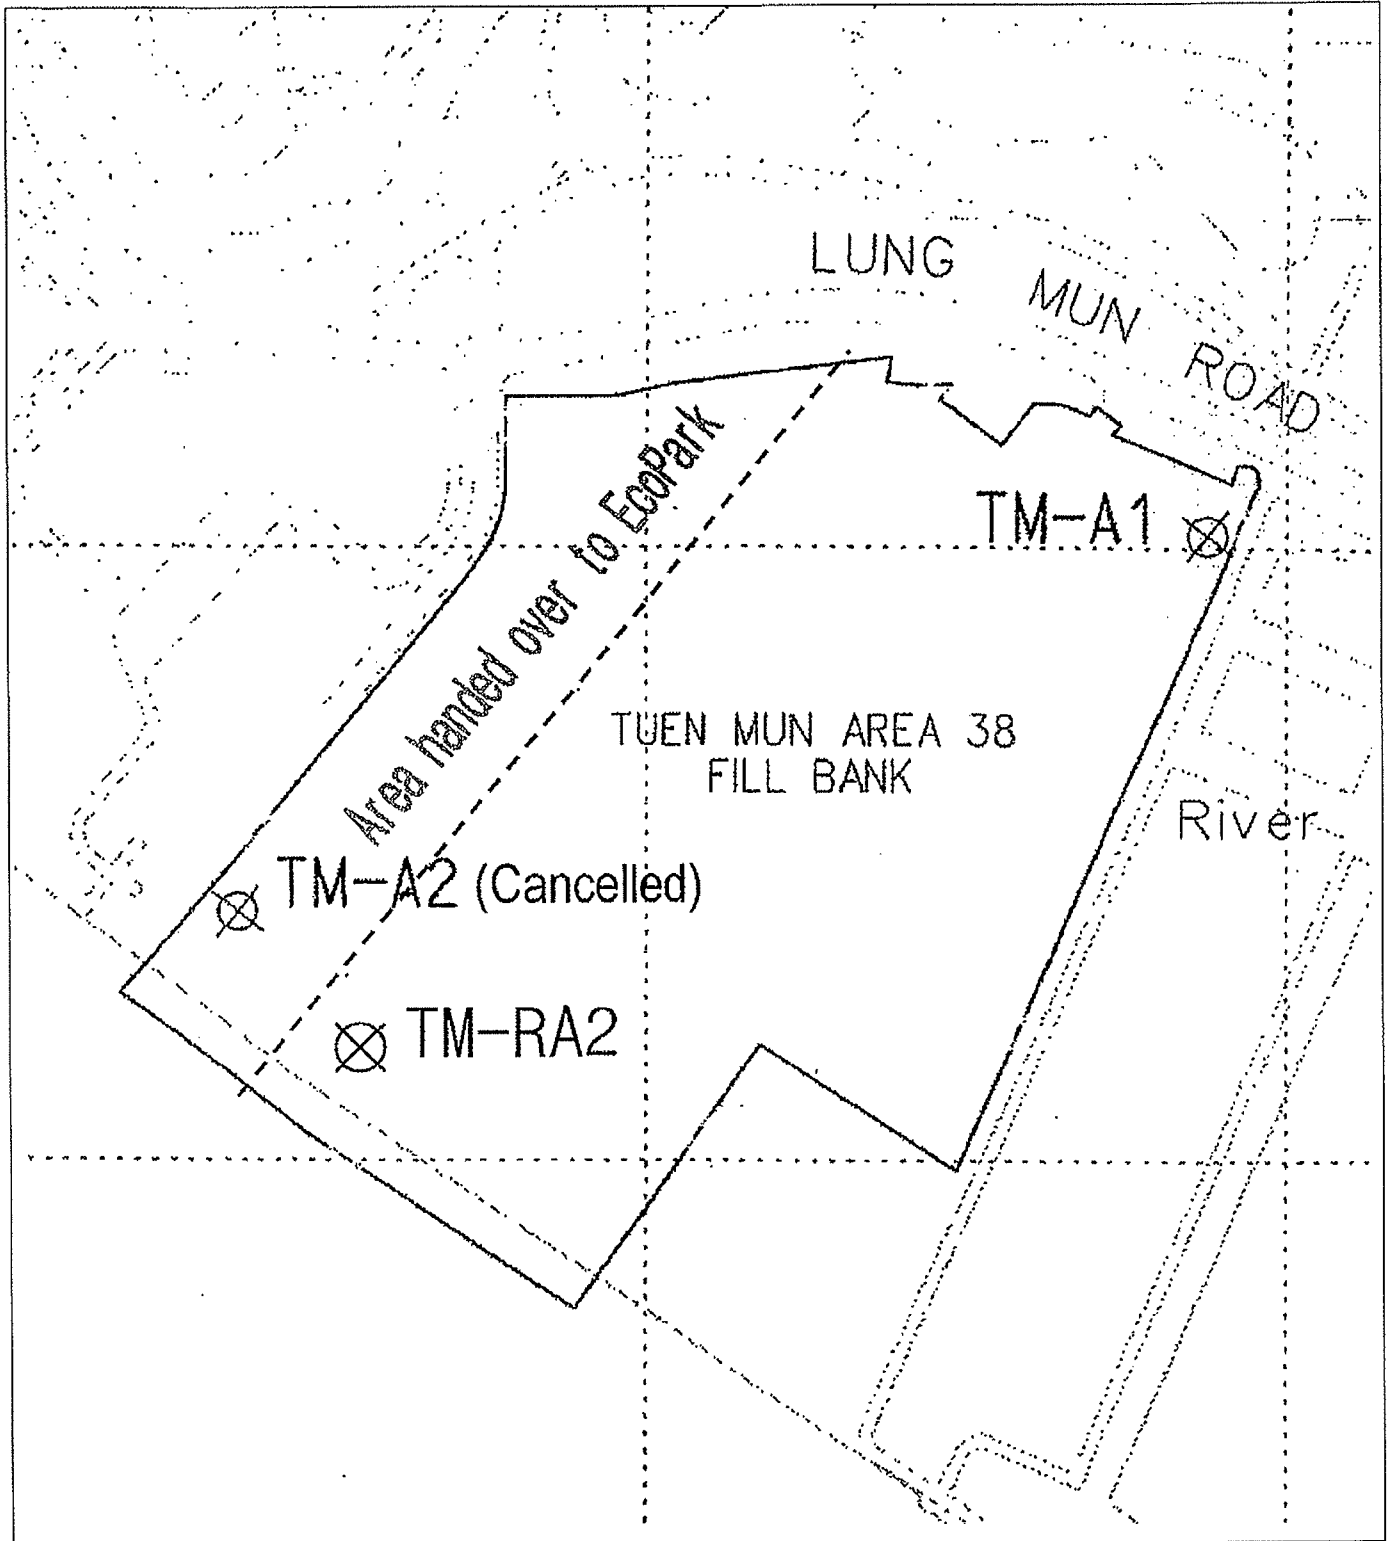 LUNG MUN ROAD
Area handed over to EcoPark
TM-A1
TUEN MUN AREA 38
FILL BANK
River
TM-A2 (Cancelled)
TM-RA2